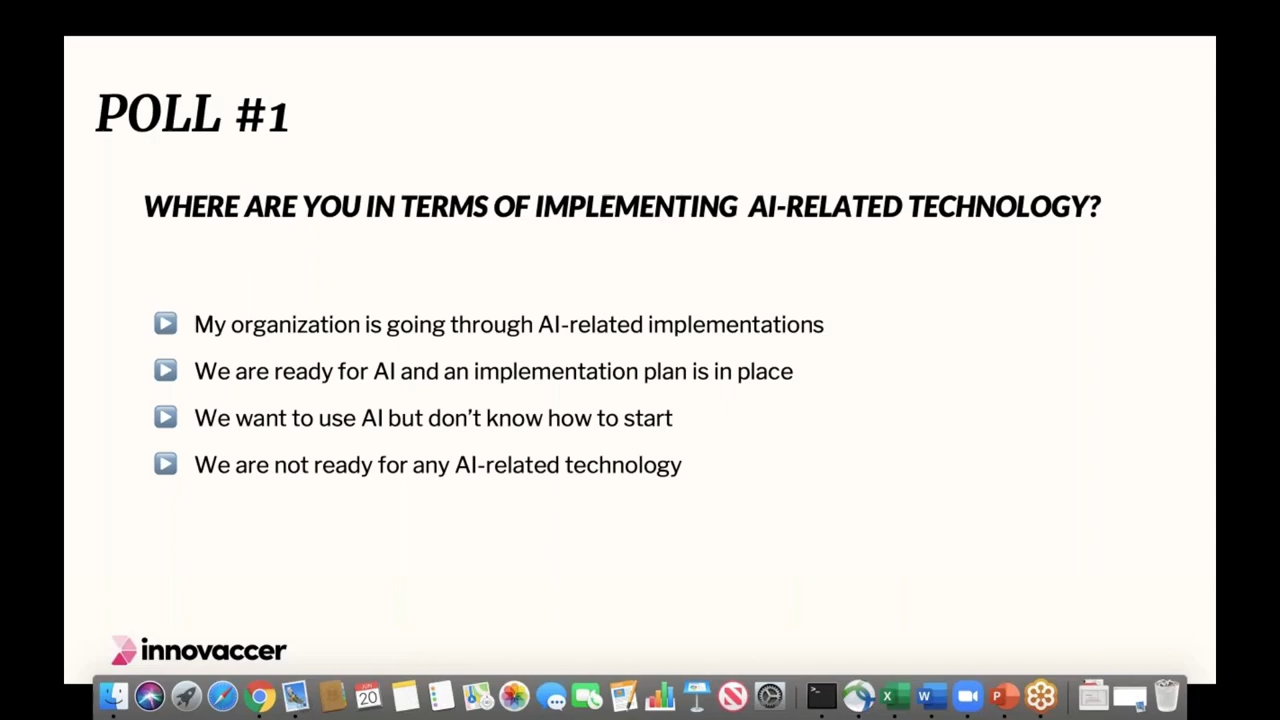 POLL #1
WHERE ARE YOU IN TERMS OF IMPLEMENTING AI-RELATED TECHNOLOGY?
My organization is going through AI-related implementations
We are ready for AI and an implementation plan is in place
We want to use AI but don’t know how to start
We are not ready for any AI-related technology
innovaccer
JUN
20